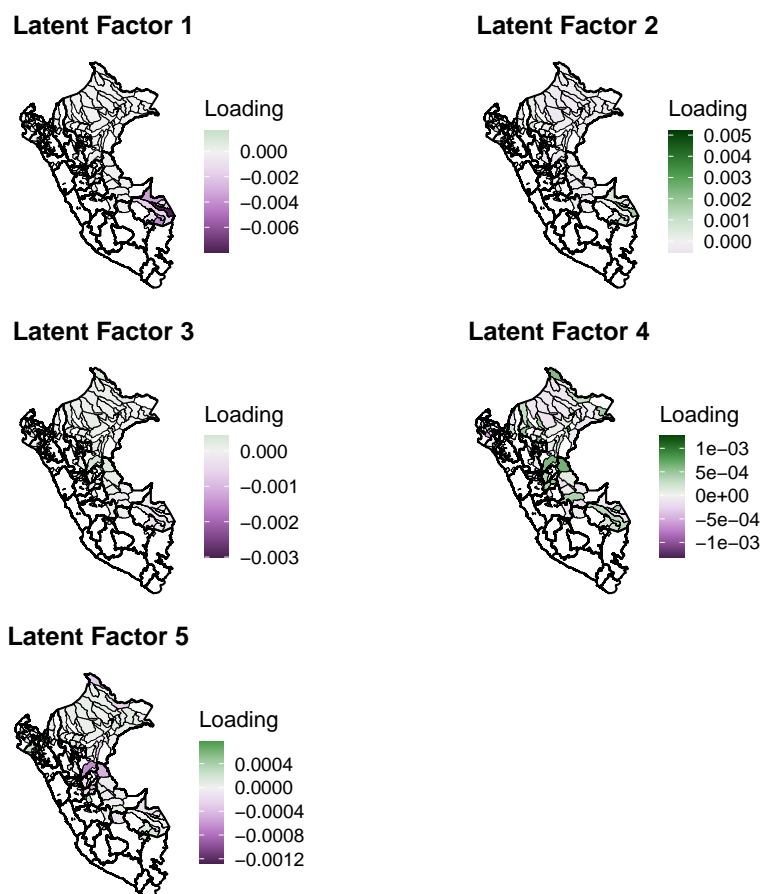 Latent Factor 1
Loading
0.000
−0.002
−0.004
−0.006
Latent Factor 2
Loading
0.005
0.004
0.003
0.002
0.001
0.000
Latent Factor 3
Loading
0.000
−0.001
−0.002
−0.003
Latent Factor 4
Loading
1e−03
5e−04
0e+00
−5e−04
−1e−03
Latent Factor 5
Loading
0.0004
0.0000
−0.0004
−0.0008
−0.0012